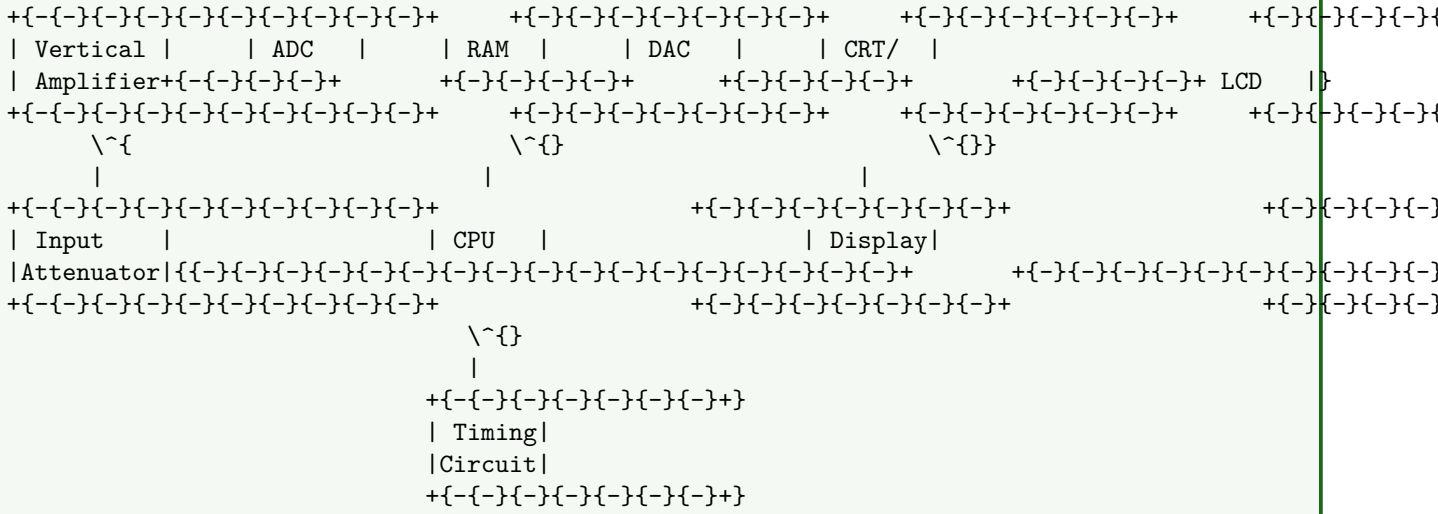 +{-{-}{-}{-}{-}{-}{-}{-}{-}+ +{-}{-}{-}{-}{-}{-}+ +{-}{-}{-}{-}{-}+ +{-}{-}{-}{-}{
| Vertical | | ADC | | RAM | | DAC | | CRT/ |
| Amplifier+{-{-}{-}{-}+ +{-}{-}{-}{-}+ +{-}{-}{-}{-}+ +{-}{-}{-}{-}+ LCD |}
+{-{-}{-}{-}{-}{-}{-}{-}{-}+ +{-}{-}{-}{-}{-}{-}+ +{-}{-}{-}{-}{-}+ +{-}{-}{-}{-}{
\^{ \^{} \^{}}
| | |
+{-{-}{-}{-}{-}{-}{-}{-}{-}+ +{-}{-}{-}{-}{-}{-}+ +{-}{-}{-}{-}
| Input | | CPU | | Display|
|Attenuator|{{-}{-}{-}{-}{-}{-}{-}{-}{-}{-}{-}{-}{-}{-}{-}{-}+ +{-}{-}{-}{-}{-}{-}{-}{-}{-}
+{-{-}{-}{-}{-}{-}{-}{-}{-}+ +{-}{-}{-}{-}{-}{-}+ +{-}{-}{-}{-}
\^{}
|
+{-{-}{-}{-}{-}{-}{-}+}
| Timing|
|Circuit|
+{-{-}{-}{-}{-}{-}{-}+}